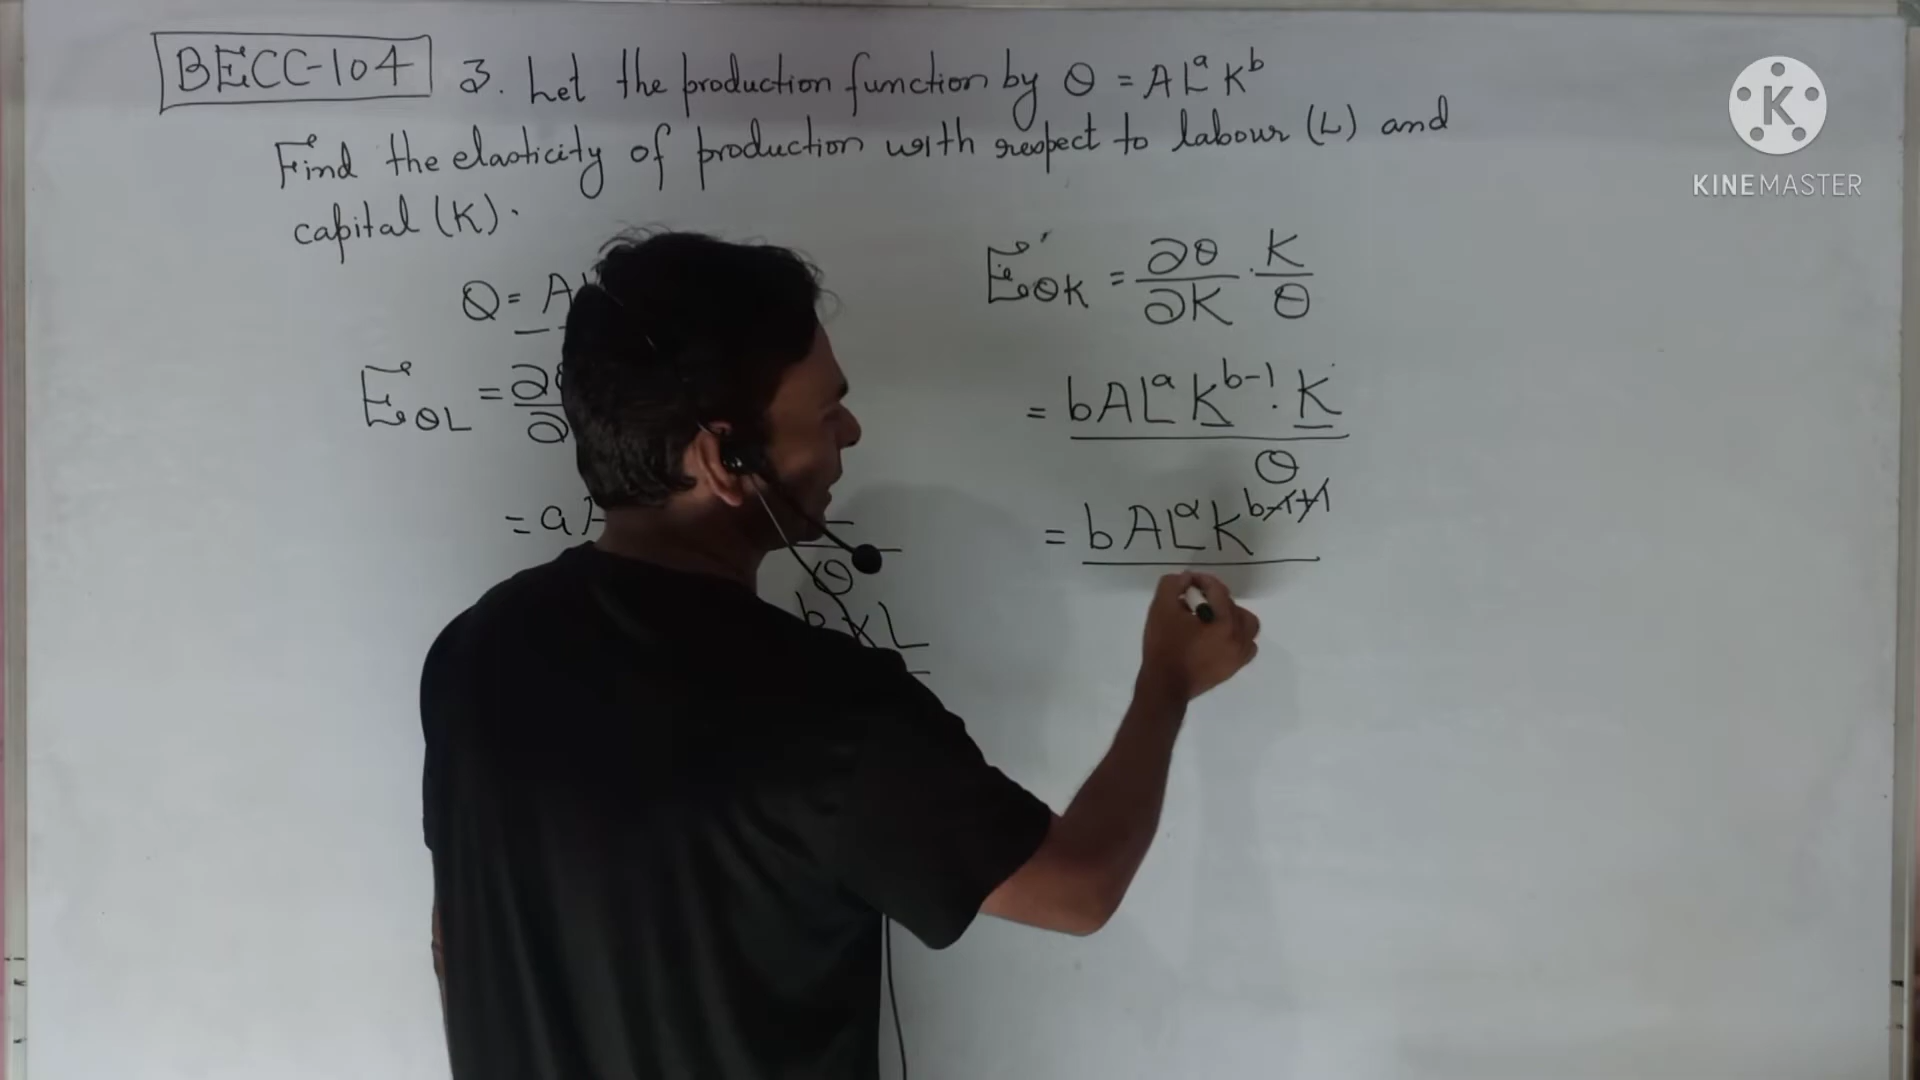 BECC-104 3. Let the production function by Q = AL^a K^b
Find the elasticity of production with respect to labour (L) and
capital (K).
Q = A
E_QL = ∂
∂
= a
Q
L
E_QK = ∂Q/∂K · K/Q
= bAL^a K^b-1 · K
Q
= bAL^a K^b-1+1
K
KINEMASTER